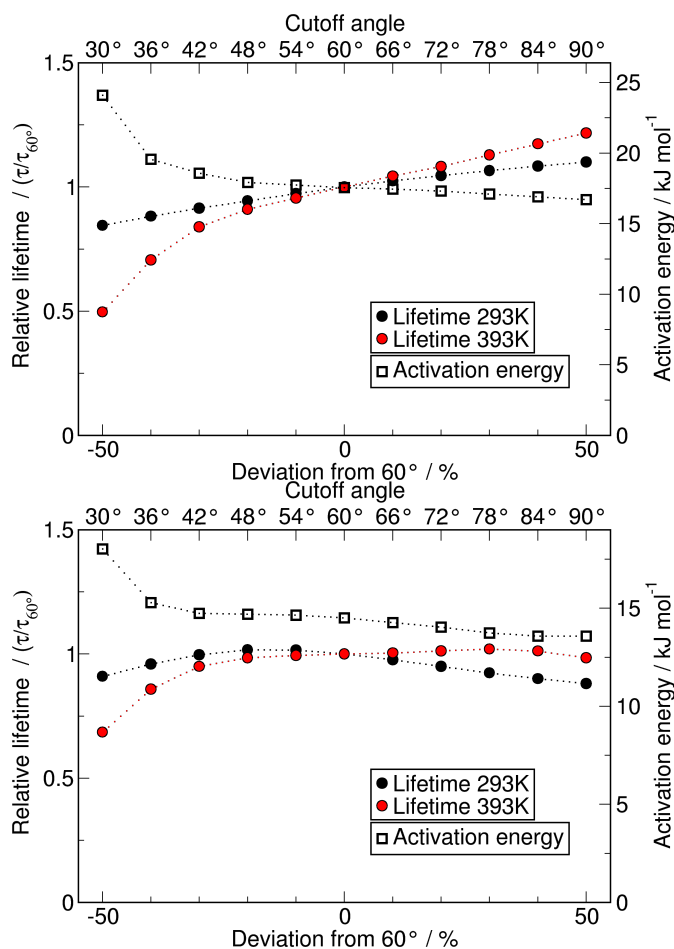 Cutoff angle
30° 36° 42° 48° 54° 60° 66° 72° 78° 84° 90°
1.5
1
0.5
0
Relative lifetime / (τ/τ60°)
25
20
15
10
5
0
Activation energy / kJ mol-1
Lifetime 293K
Lifetime 393K
Activation energy
-50 0 50
Deviation from 60° / %
Cutoff angle
30° 36° 42° 48° 54° 60° 66° 72° 78° 84° 90°
1.5
1
0.5
0
Relative lifetime / (τ/τ60°)
15
10
5
0
Activation energy / kJ mol-1
Lifetime 293K
Lifetime 393K
Activation energy
-50 0 50
Deviation from 60° / %